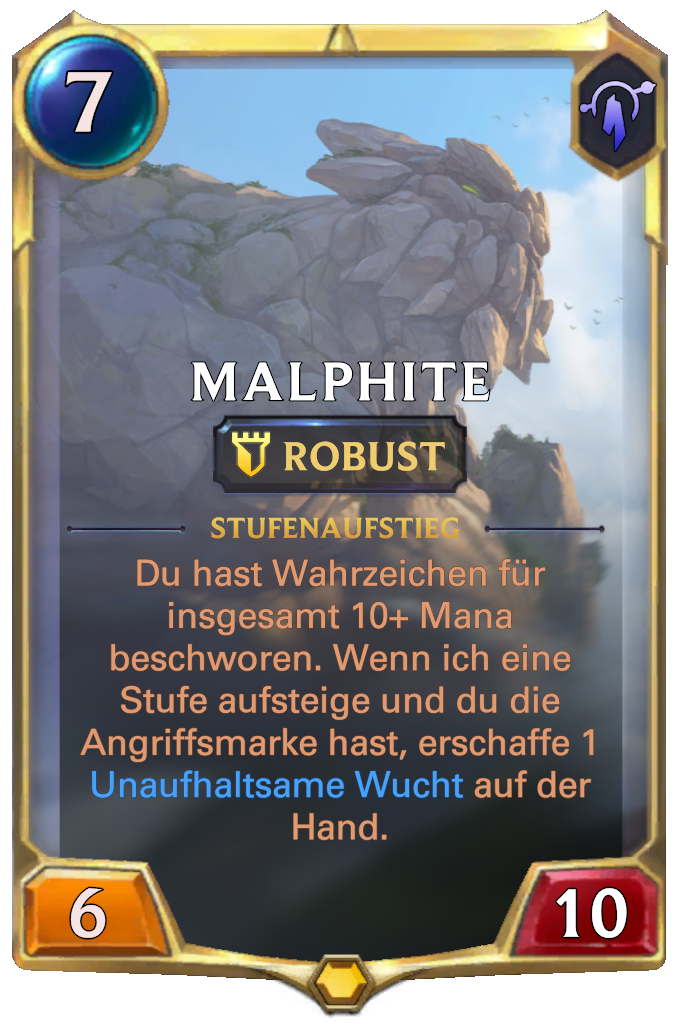 7
MALPHITE
ROBUST
STUFENAUFSTIEG
Du hast Wahrzeichen für
insgesamt 10+ Mana
beschworen. Wenn ich eine
Stufe aufsteige und du die
Angriffsmarke hast, erschaffe 1
Unaufhaltsame Wucht auf der
Hand.
6
10